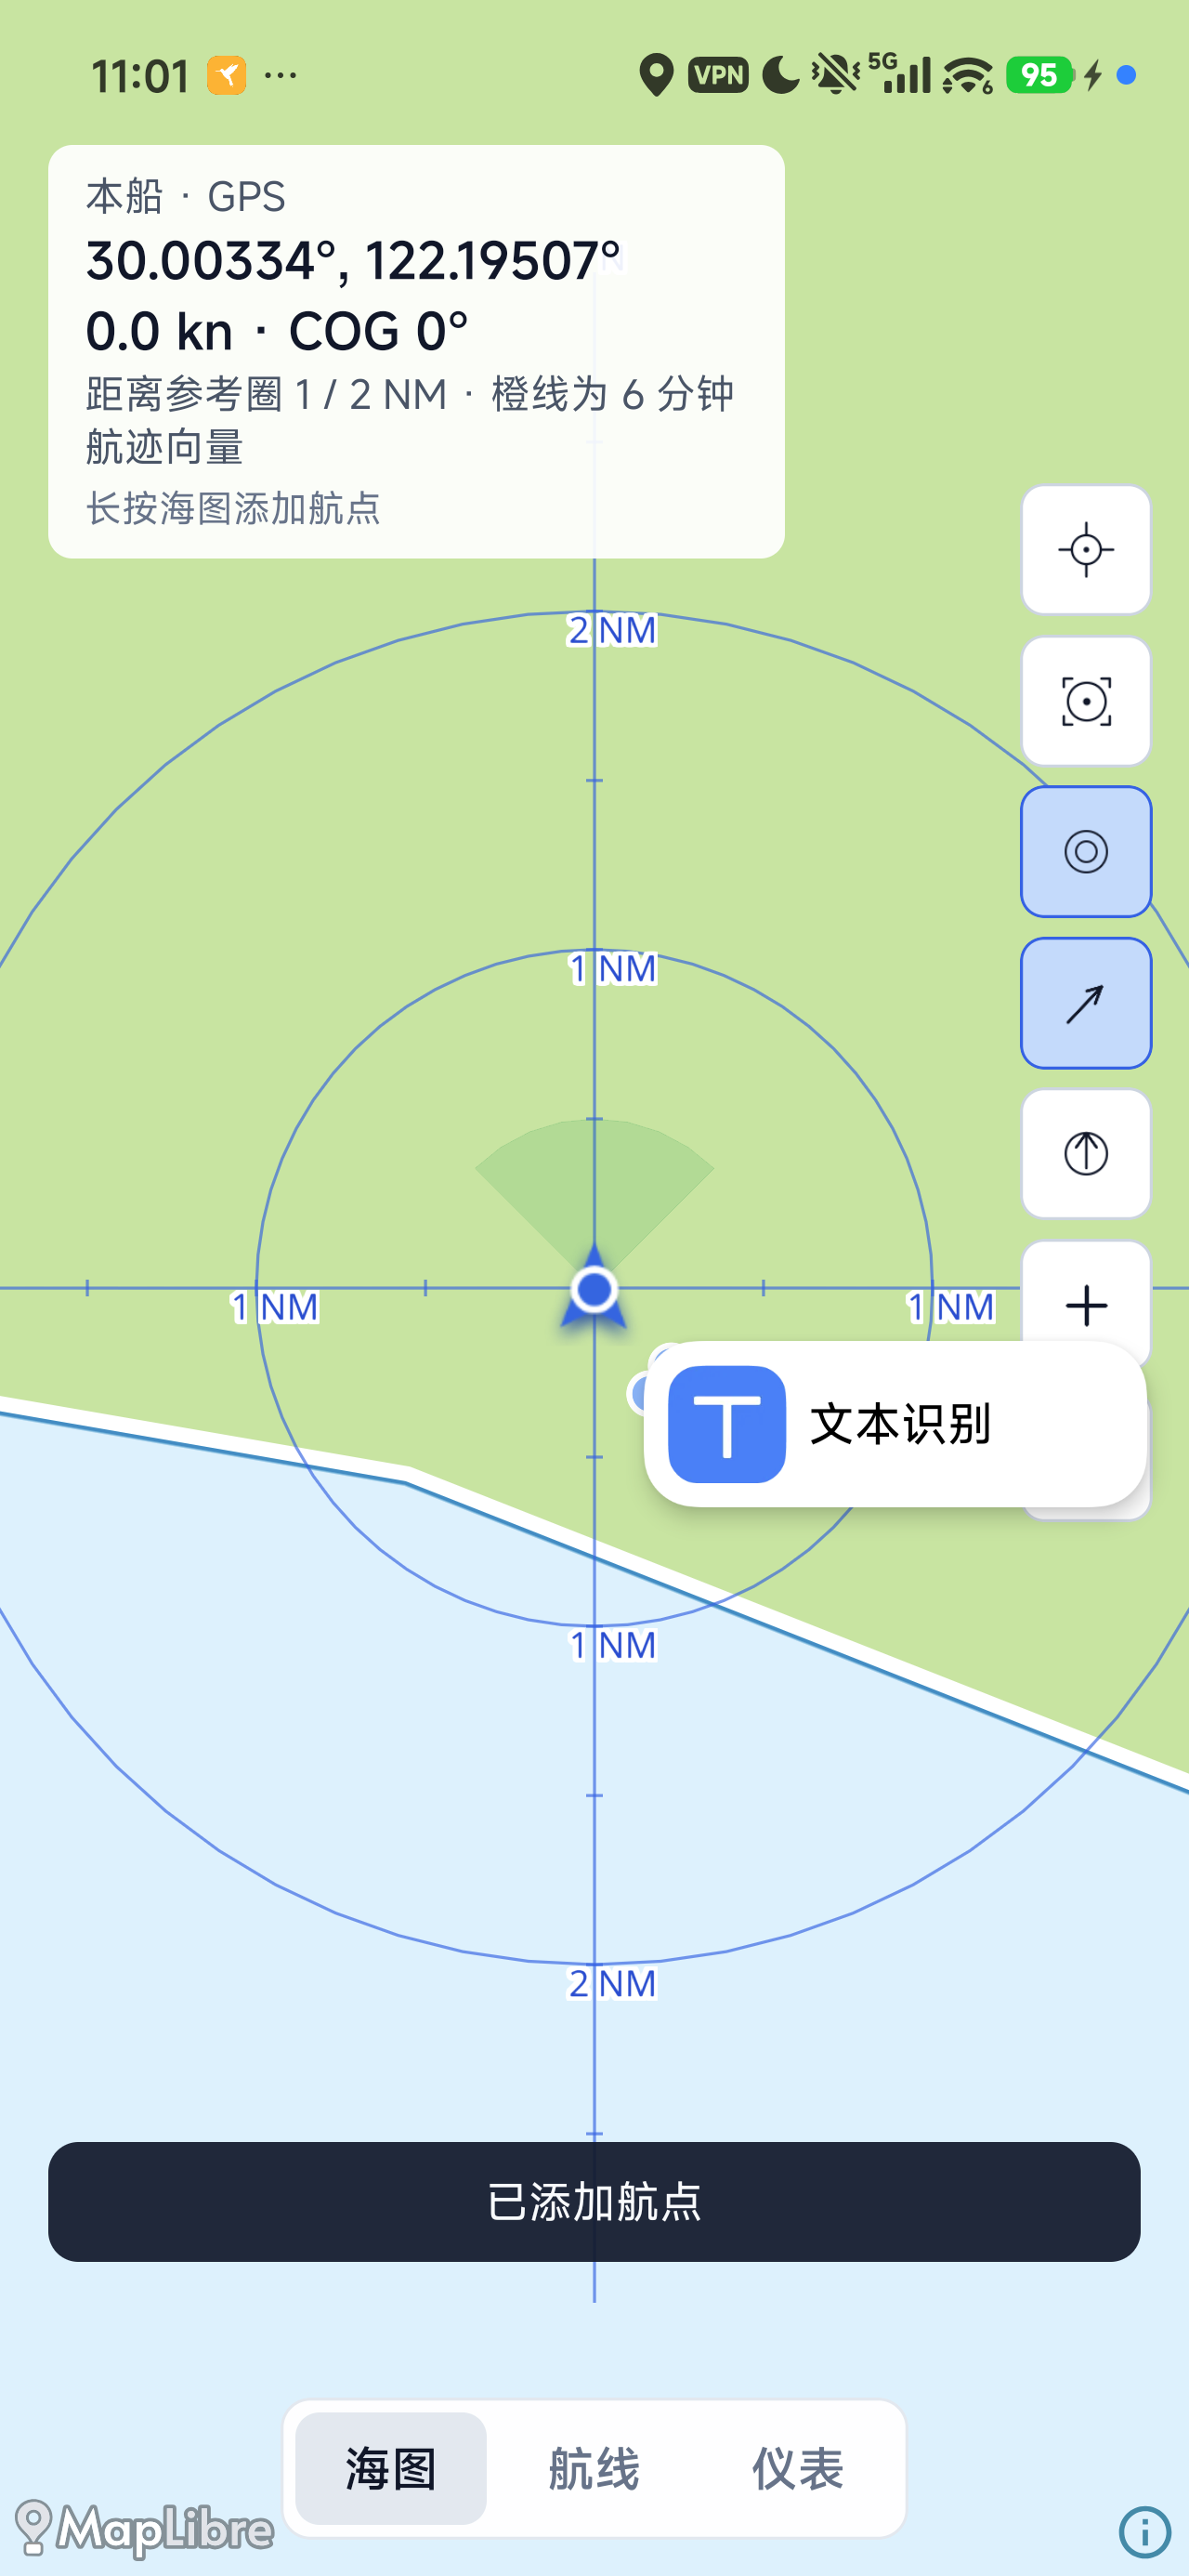 11:01 ...
VPN 5G 6 95
本船 · GPS
30.00334°, 122.19507°
N
0.0 kn · COG 0°
距离参考圈 1 / 2 NM · 橙线为 6 分钟
航迹向量
长按海图添加航点
2 NM
1 NM
1 NM
1 NM
T 文本识别
1 NM
2 NM
已添加航点
海图 航线 仪表
MapLibre